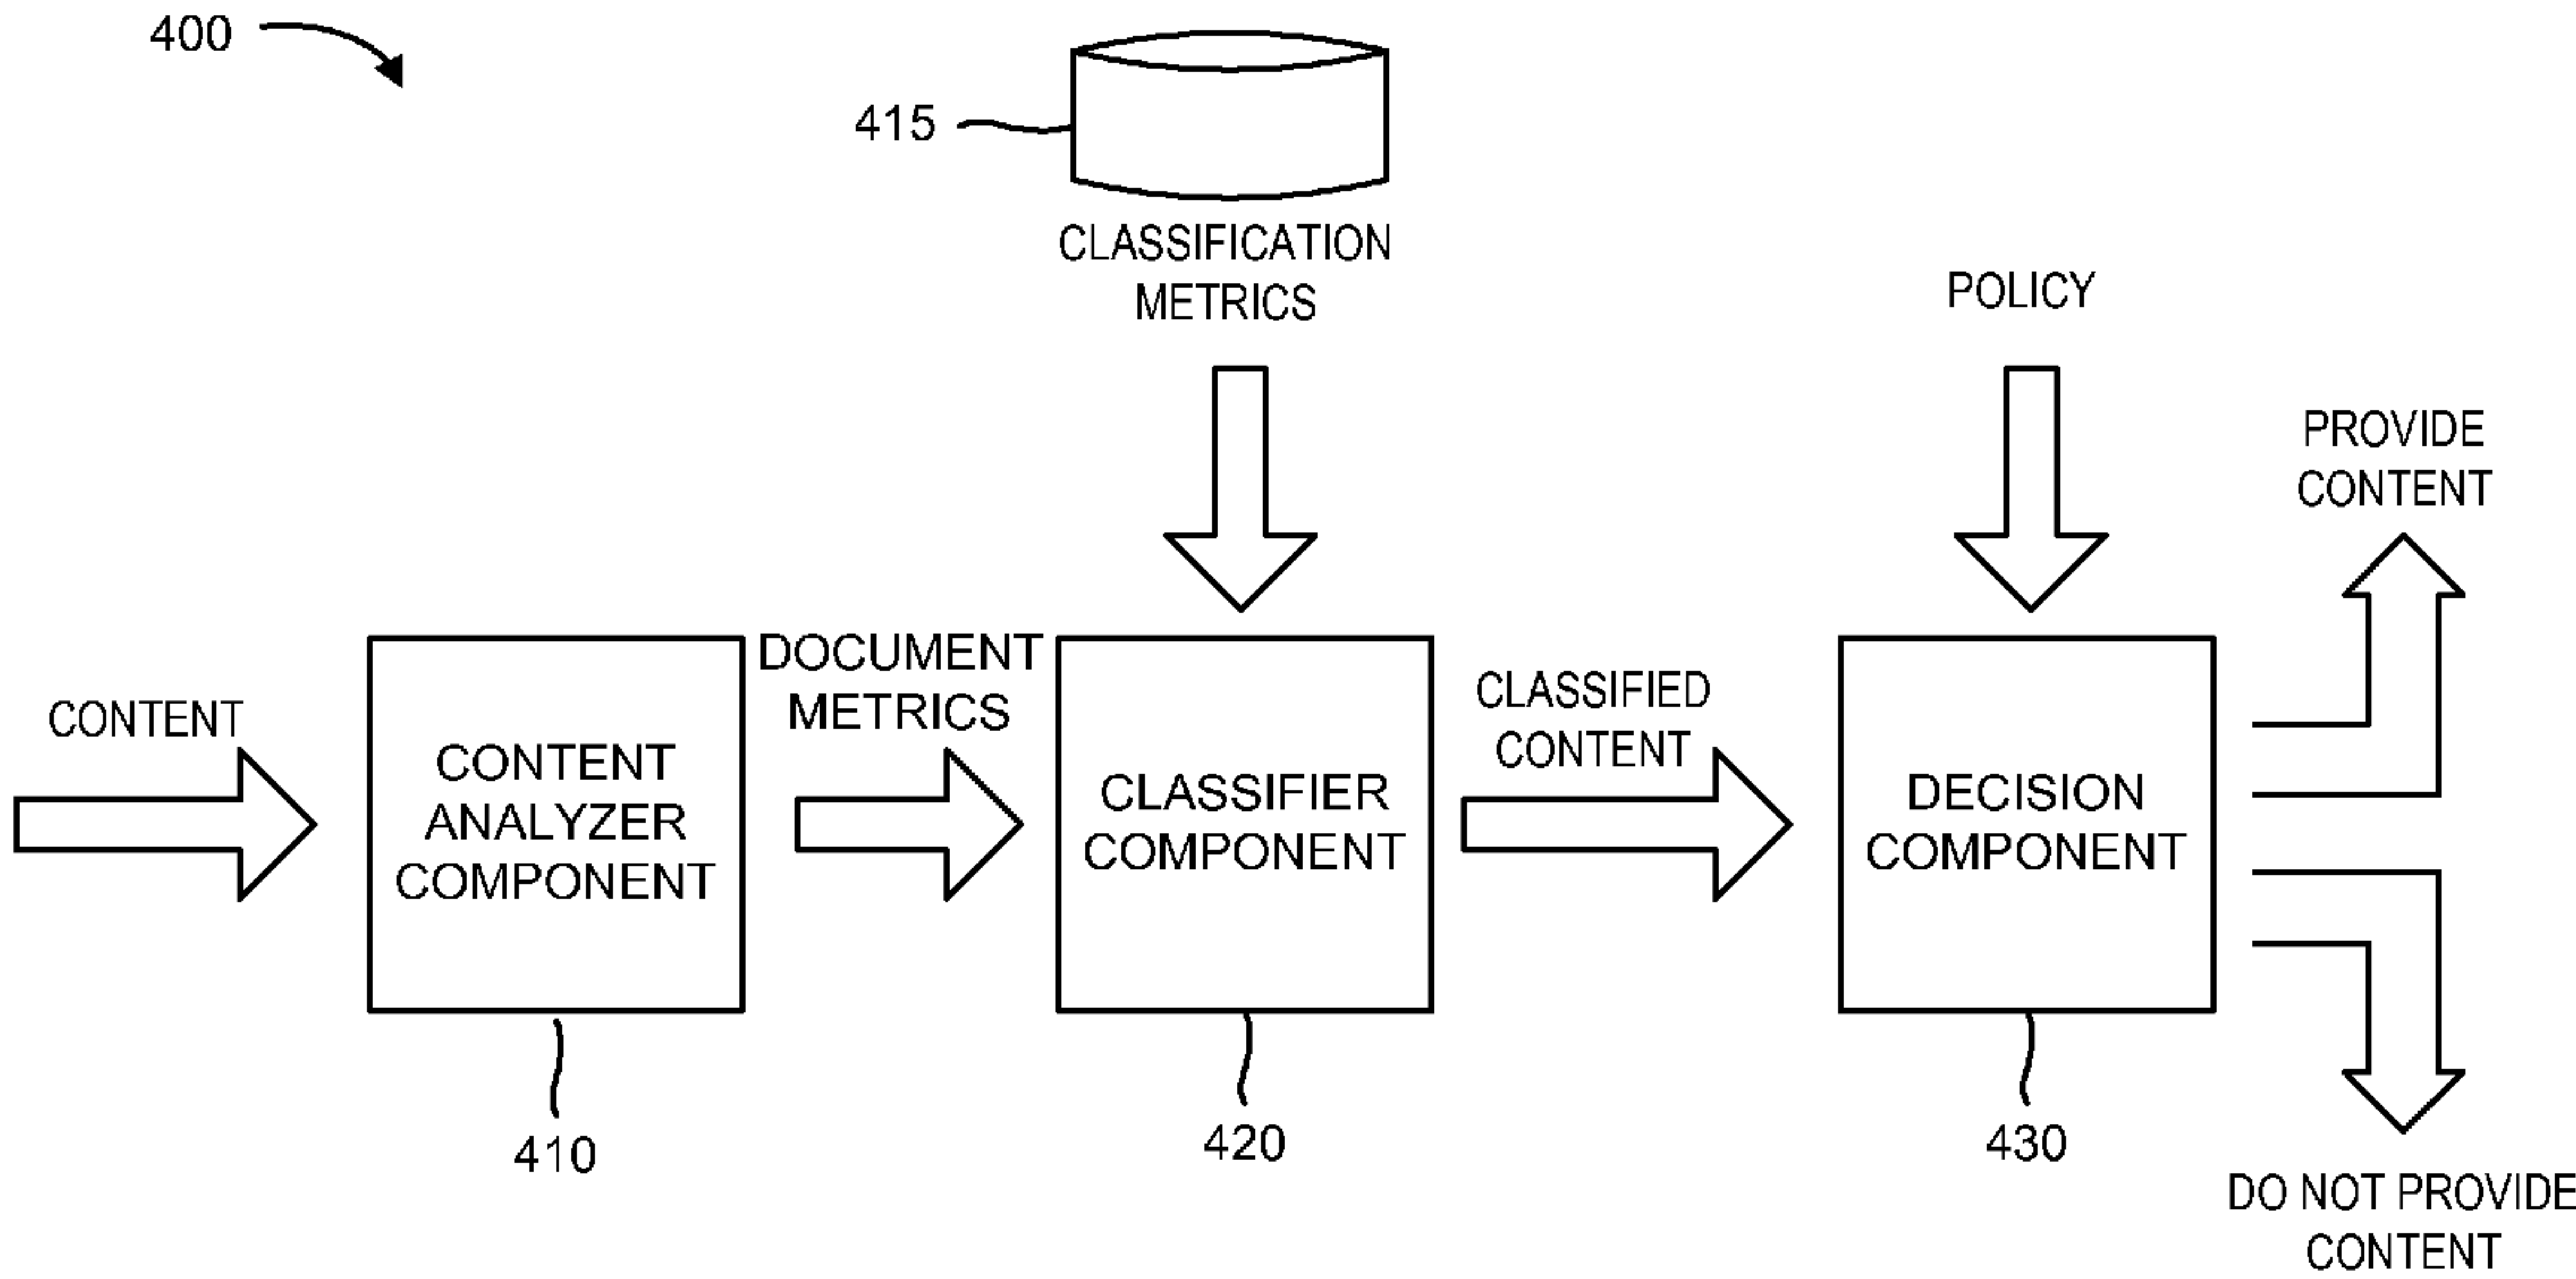 400
415
CLASSIFICATION
METRICS
POLICY
PROVIDE
CONTENT
CONTENT
CONTENT
ANALYZER
COMPONENT
410
DOCUMENT
METRICS
CLASSIFIER
COMPONENT
420
CLASSIFIED
CONTENT
DECISION
COMPONENT
430
DO NOT PROVIDE
CONTENT